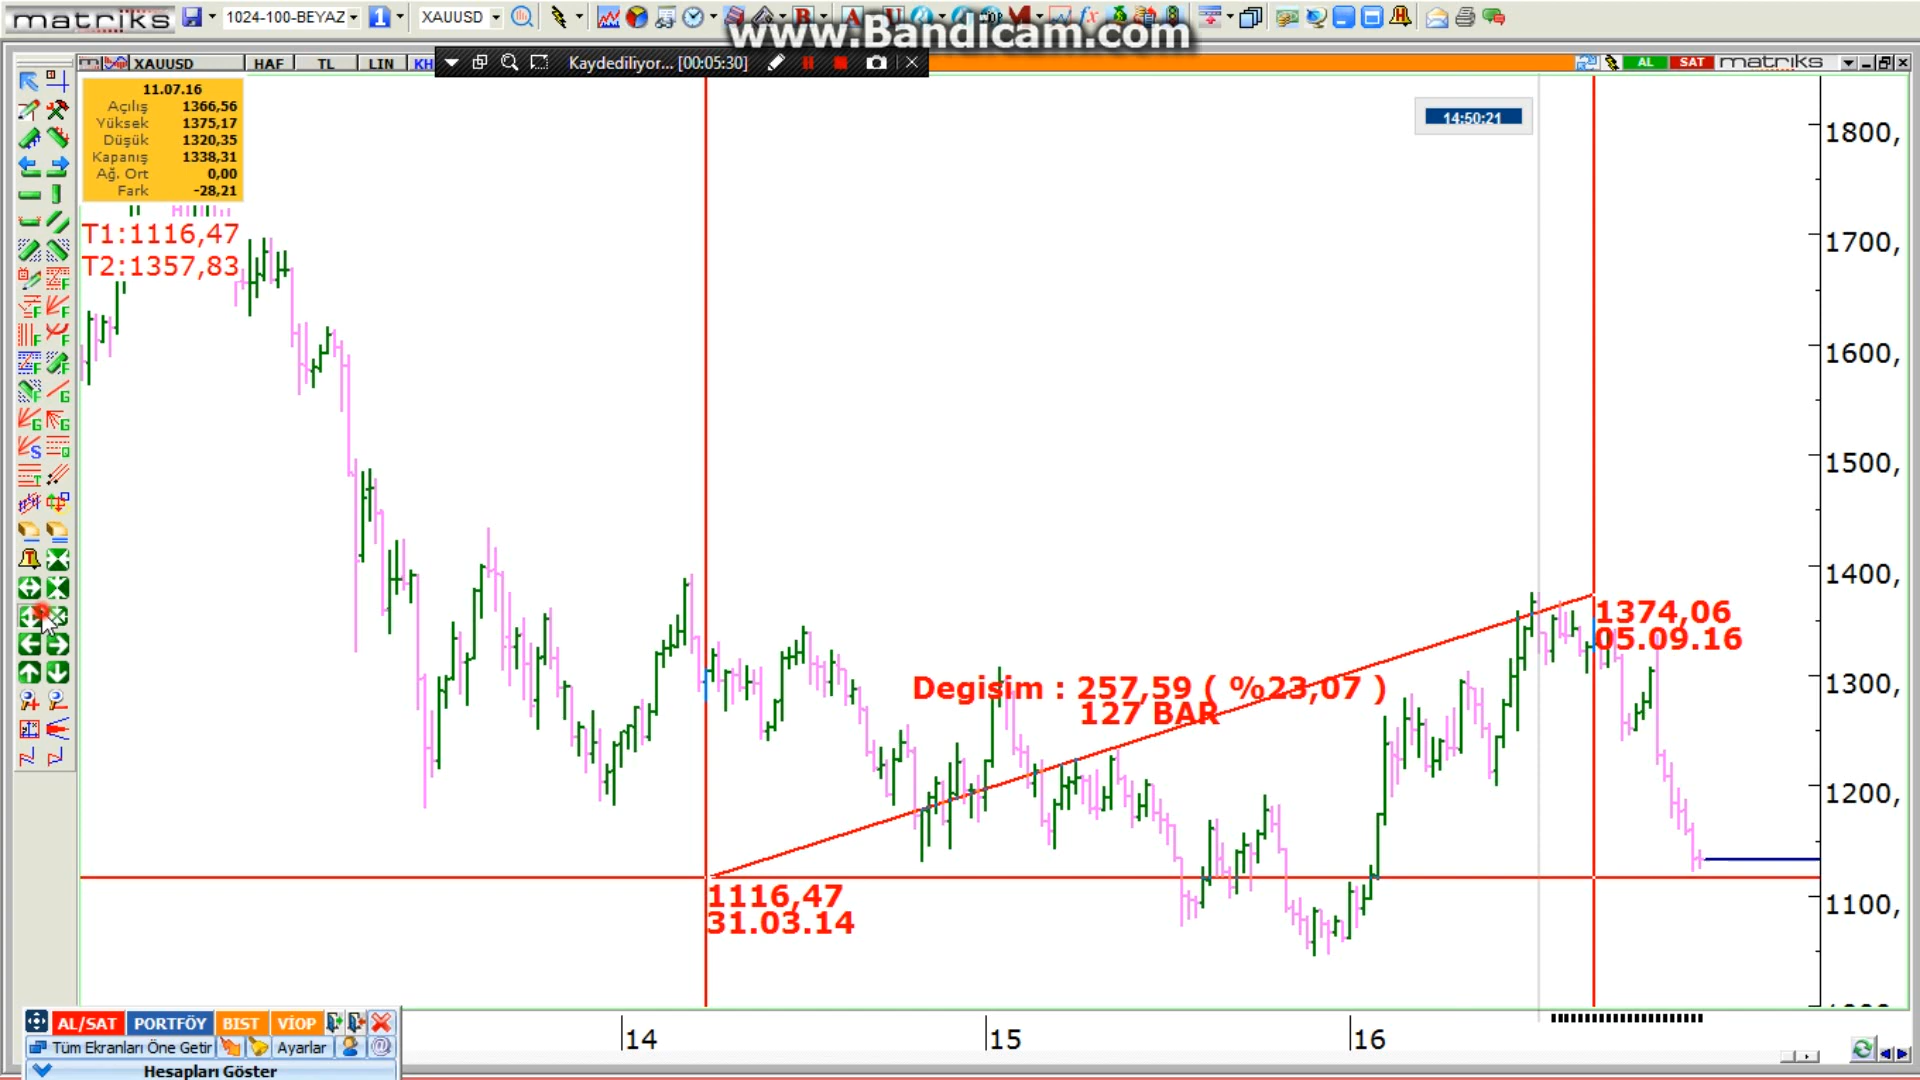 matriks 1024-100-BEYAZ 1 XAUUSD
www.Bandicam.com
XAUUSD HAF TL LIN KH
Kaydediliyor... [00:05:30]
AL SAT matriks
11.07.16
Açılış 1366,56
Yüksek 1375,17
Düşük 1320,35
Kapanış 1338,31
Ağ. Ort 0,00
Fark -28,21
T1:1116,47
T2:1357,83
14:50:21
1800,
1700,
1600,
1500,
1400,
1300,
1200,
1100,
1374,06
05.09.16
Degisim : 257,59 ( %23,07 )
127 BAR
1116,47
31.03.14
14
15
16
AL/SAT PORTFÖY BIST VİOP
Tüm Ekranları Öne Getir Ayarlar
Hesapları Göster